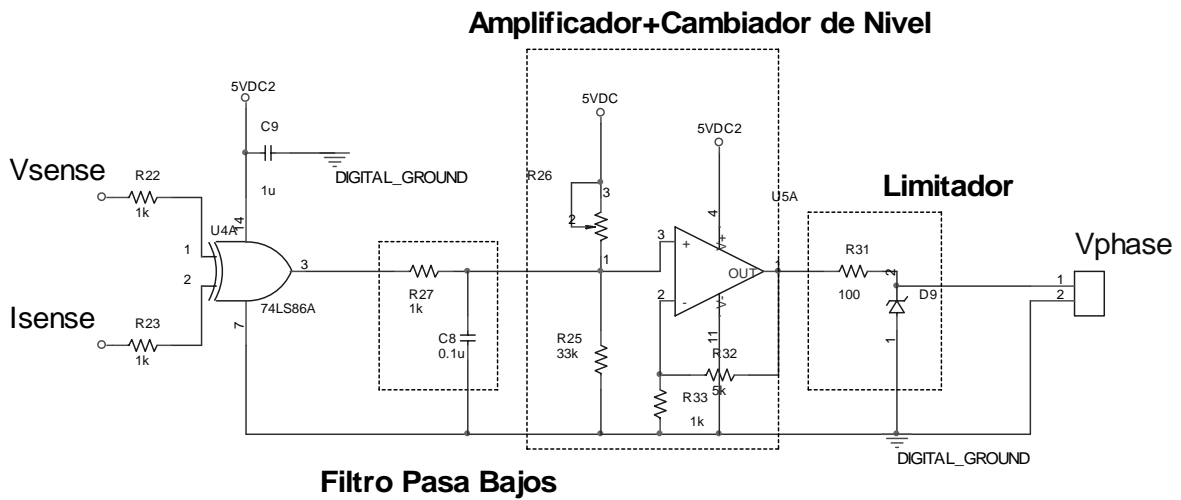 Amplificador+Cambiador de Nivel
5VDC2
C9
1u
DIGITAL_GROUND
Vsense
R22
1k
U4A
14
1
2
3
74LS86A
7
Isense
R23
1k
R27
1k
C8
0.1u
Filtro Pasa Bajos
5VDC
R26
3
2
1
R25
33k
5VDC2
U5A
4
V+
3
+
2
-
OUT
1
V-
11
R32
5k
R33
1k
Limitador
R31
100
2
D9
1
DIGITAL_GROUND
Vphase
1
2